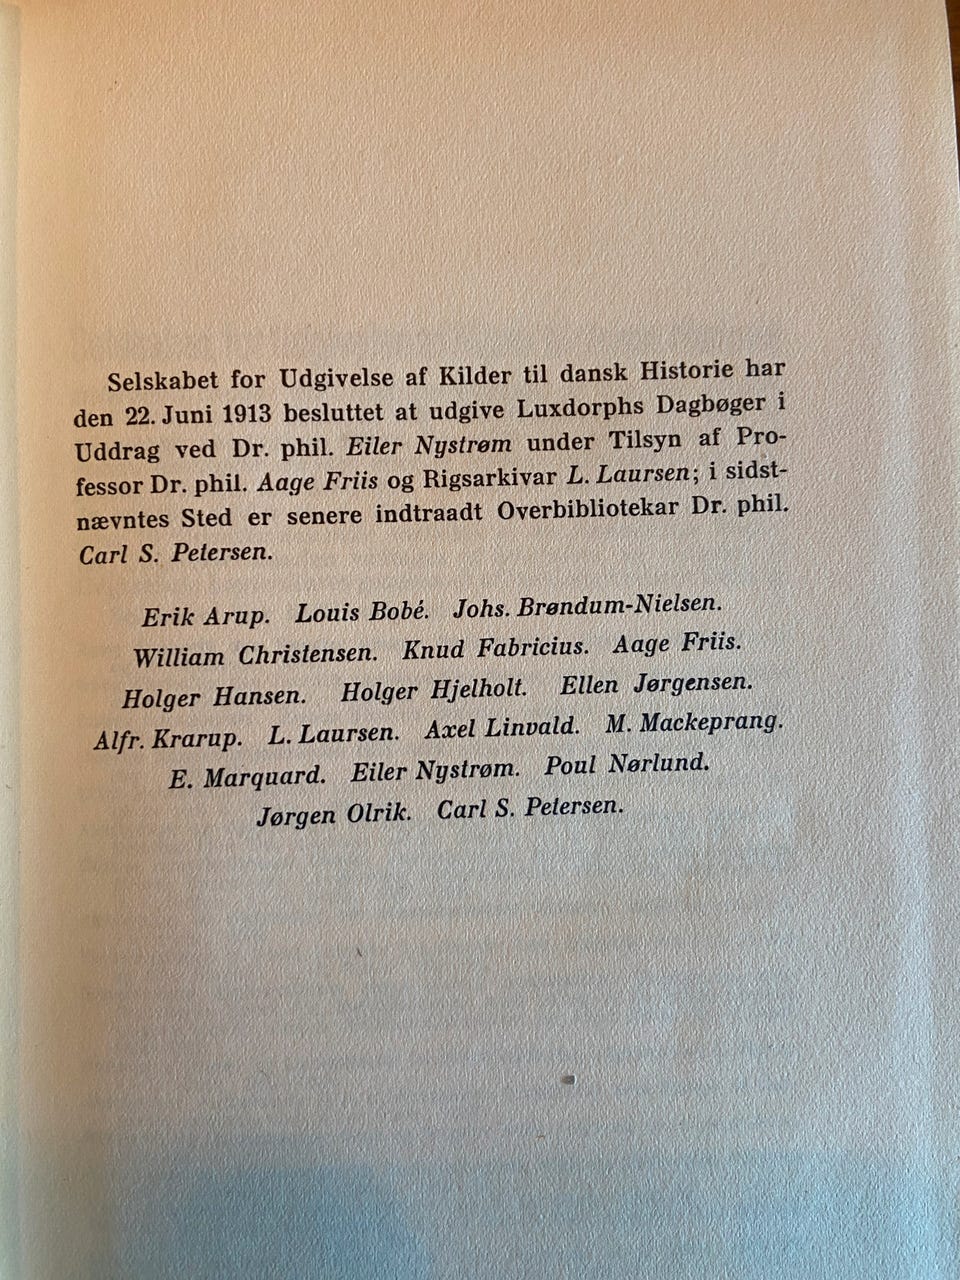 Selskabet for Udgivelse af Kilder til dansk Historie har
den 22. Juni 1913 besluttet at udgive Luxdorphs Dagbøger i
Uddrag ved Dr. phil. Eiler Nystrøm under Tilsyn af Pro-
fessor Dr. phil. Aage Friis og Rigsarkivar L. Laursen; i sidst-
nævntes Sted er senere indtraadt Overbibliotekar Dr. phil.
Carl S. Petersen.
Erik Arup. Louis Bobé. Johs. Brøndum-Nielsen.
William Christensen. Knud Fabricius. Aage Friis.
Holger Hansen. Holger Hjelholt. Ellen Jørgensen.
Alfr. Krarup. L. Laursen. Axel Linvald. M. Mackeprang.
E. Marquard. Eiler Nystrøm. Poul Nørlund.
Jørgen Olrik. Carl S. Petersen.